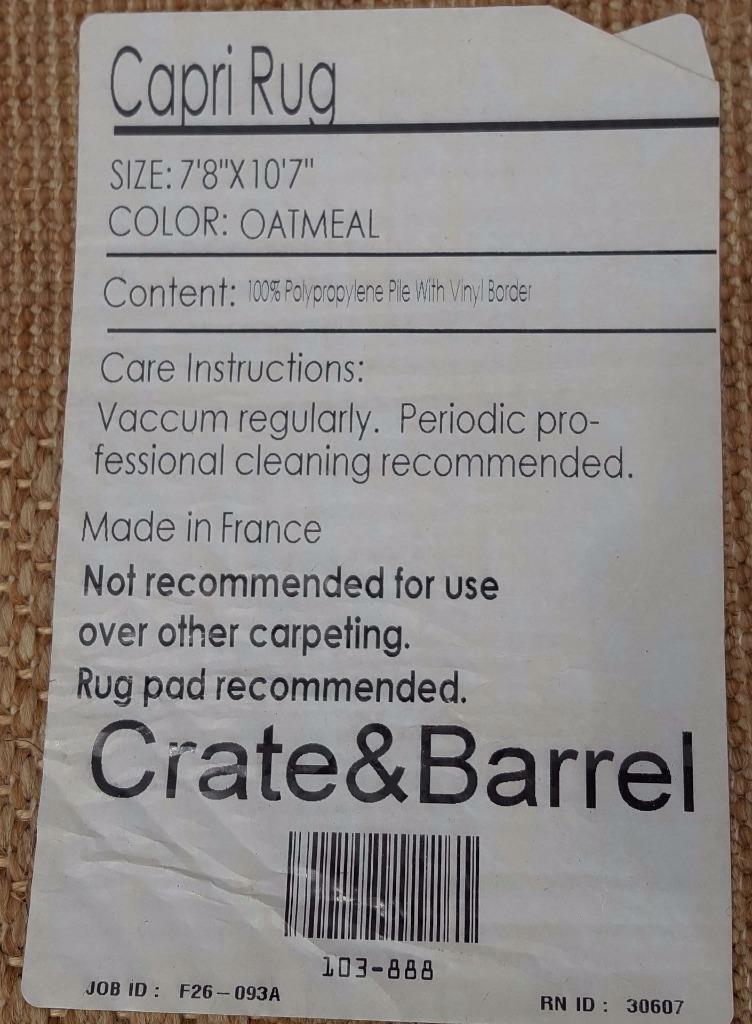 Capri Rug
SIZE: 7'8"X10'7"
COLOR: OATMEAL
Content: 100% Polypropylene Pile With Vinyl Border
Care Instructions:
Vaccum regularly. Periodic pro-
fessional cleaning recommended.
Made in France
Not recommended for use
over other carpeting.
Rug pad recommended.
Crate&Barrel
103-888
JOB ID : F26-093A
RN ID : 30607